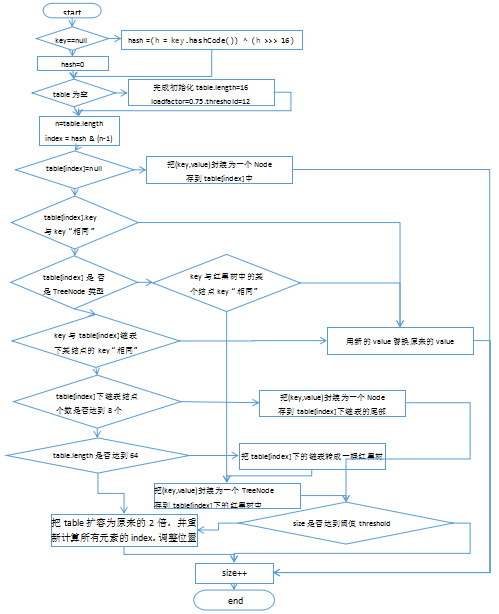 start
key==null
hash =(h = key.hashCode()) ^ (h >>> 16)
hash=0
table 为空
完成初始化 table.length=16
loadfactor=0.75.threshold=12
n=table.length
index = hash & (n-1)
table[index]=null
把(key,value)封装为一个 Node
存到 table[index]中
table[index].key
与 key“相同”
table[index] 是 否
是 TreeNode 类型
key 与红黑树中的某
个结点 key“相同”
key 与 table[index]链表
下某结点的 key“相同”
用新的 value 替换原来的 value
table[index]下链表结点
个数是否达到 8 个
把(key,value)封装为一个 Node
存到 table[index]下链表的尾部
table.length 是否达到 64
把 table[index]下的链表转成一棵红黑树
把(key,value)封装为一个 TreeNode
存到 table[index]下的红黑树中
把 table 扩容为原来的 2 倍，并重
新计算所有元素的 index, 调整位置
size 是否达到阈值 threshold
size++
end